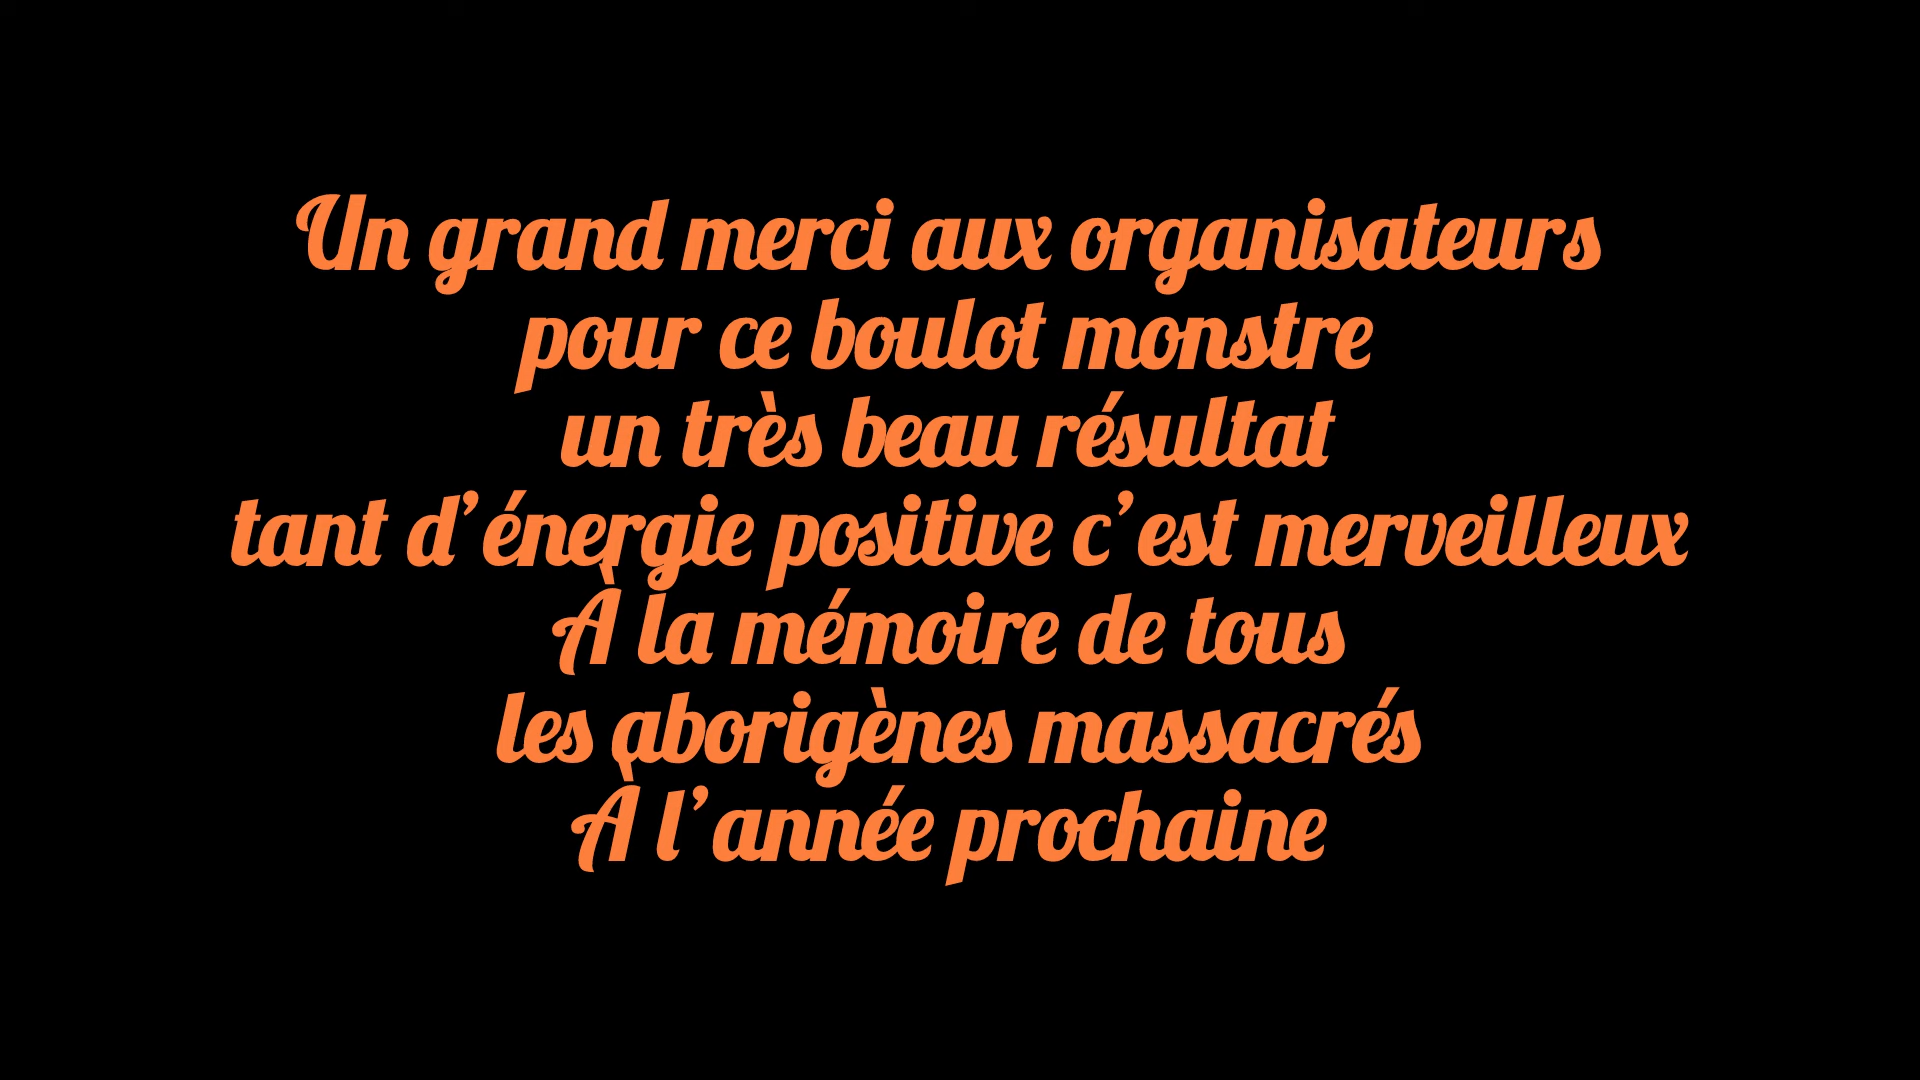 Un grand merci aux organisateurs
pour ce boulot monstre
un très beau résultat
tant d’énergie positive c’est merveilleux
À la mémoire de tous
les aborigènes massacrés
À l’année prochaine